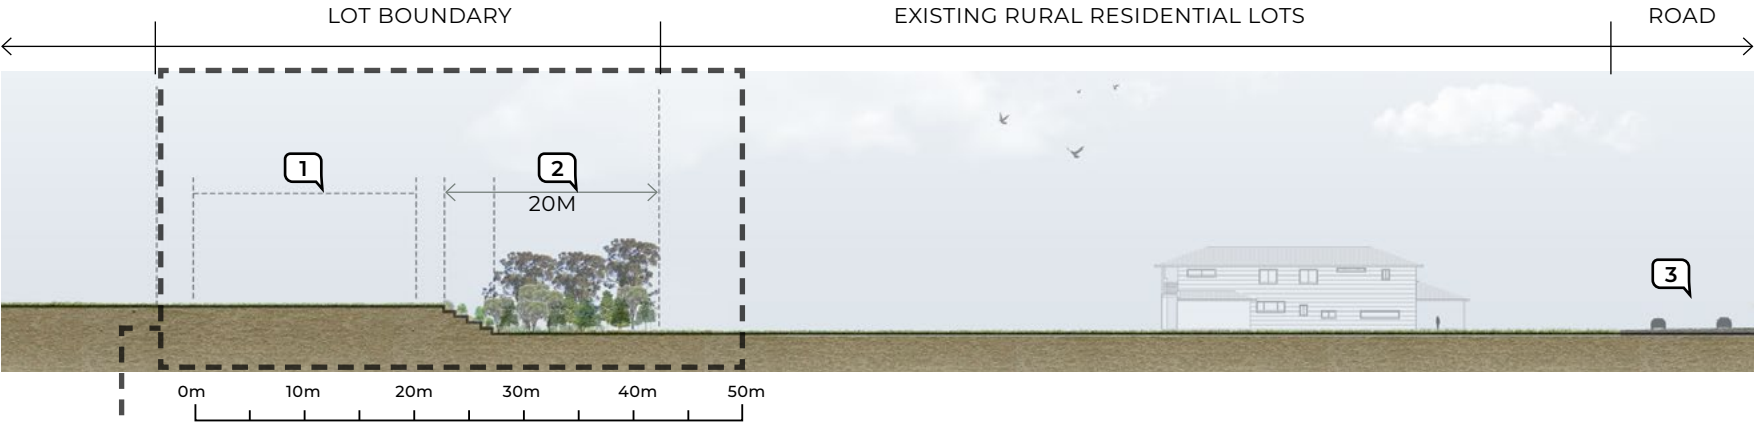 LOT BOUNDARY EXISTING RURAL RESIDENTIAL LOTS ROAD
1 2
20M
3
0m 10m 20m 30m 40m 50m